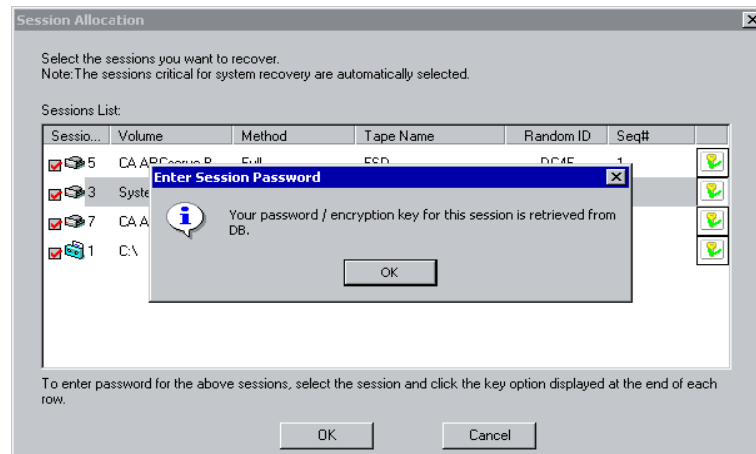 Session Allocation
Select the sessions you want to recover.
Note:The sessions critical for system recovery are automatically selected.
Sessions List:
Sessio... Volume Method Tape Name Random ID Seq#
5 CA
3 Syste
7 CA A
1 C:\
Enter Session Password
Your password / encryption key for this session is retrieved from
DB.
OK
To enter password for the above sessions, select the session and click the key option displayed at the end of each
row.
OK Cancel